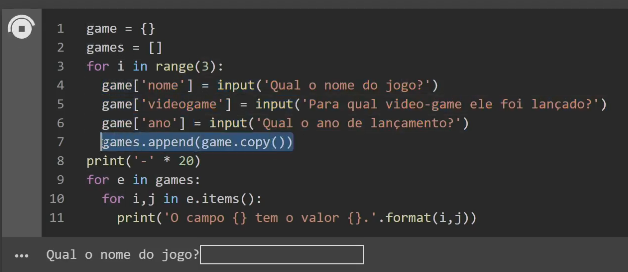 1 game = {}
2 games = []
3 for i in range(3):
4   game['nome'] = input('Qual o nome do jogo?')
5   game['videogame'] = input('Para qual video-game ele foi lançado?')
6   game['ano'] = input('Qual o ano de lançamento?')
7   games.append(game.copy())
8 print('-' * 20)
9 for e in games:
10   for i,j in e.items():
11     print('O campo {} tem o valor {}.'.format(i,j))
Qual o nome do jogo?